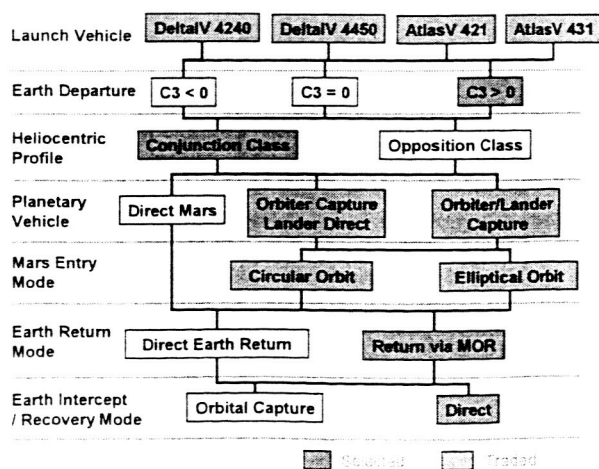 Launch Vehicle
DeltaIV 4240
DeltaIV 4450
AtlasV 421
AtlasV 431
Earth Departure
C3 < 0
C3 = 0
C3 > 0
Heliocentric
Profile
Conjunction Class
Opposition Class
Planetary
Vehicle
Direct Mars
Orbiter Capture
Lander Direct
Orbiter/Lander
Capture
Mars Entry
Mode
Circular Orbit
Elliptical Orbit
Earth Return
Mode
Direct Earth Return
Return via MOR
Earth Intercept
/ Recovery Mode
Orbital Capture
Direct
Selected
Traded